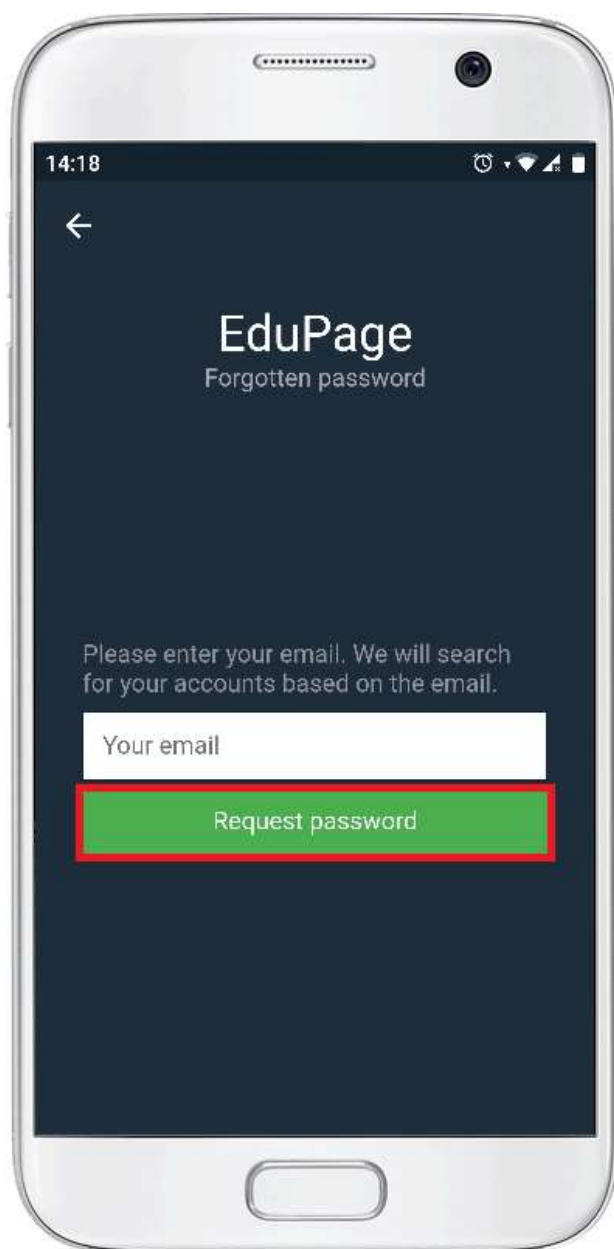 14:18
EduPage
Forgotten password
Please enter your email. We will search
for your accounts based on the email.
Your email
Request password